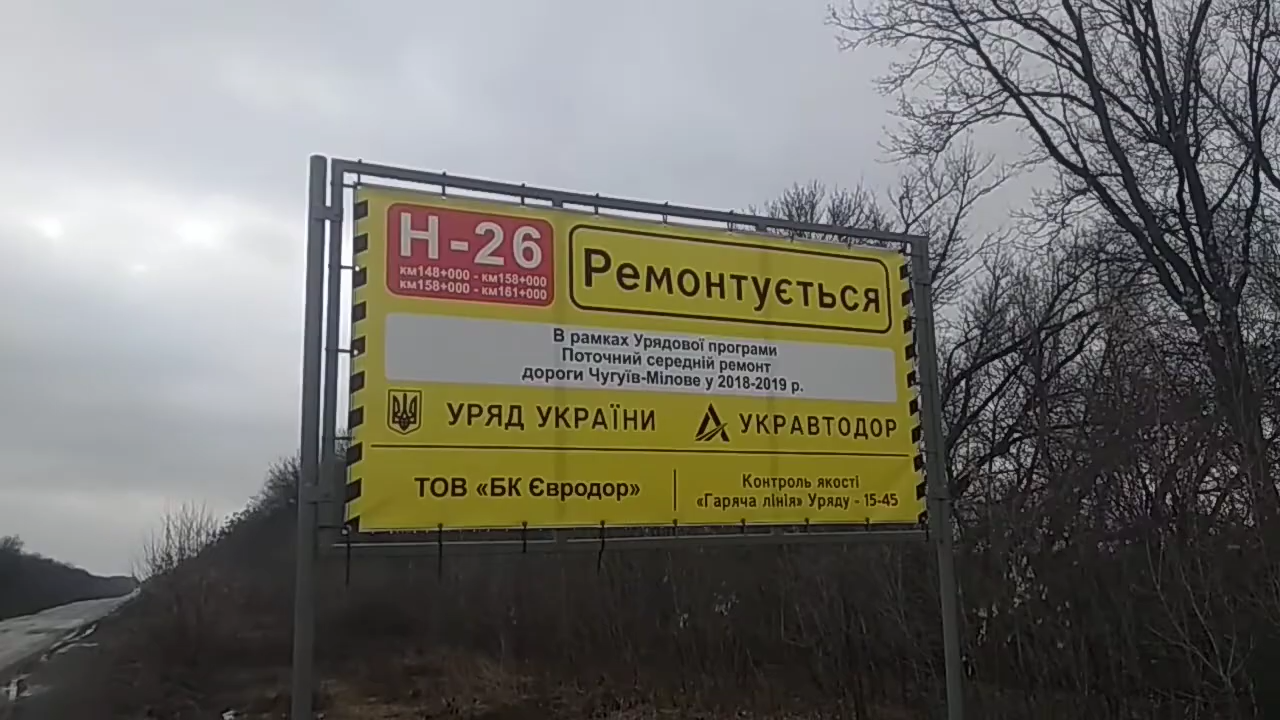 Н-26
км148+000 - км158+000
км158+000 - км161+000
Ремонтується
В рамках Урядової програми
Поточний середній ремонт
дороги Чугуїв-Мілове у 2018-2019 р.
УРЯД УКРАЇНИ
УКРАВТОДОР
ТОВ «БК Євродор»
Контроль якості
«Гаряча лінія» Уряду - 15-45